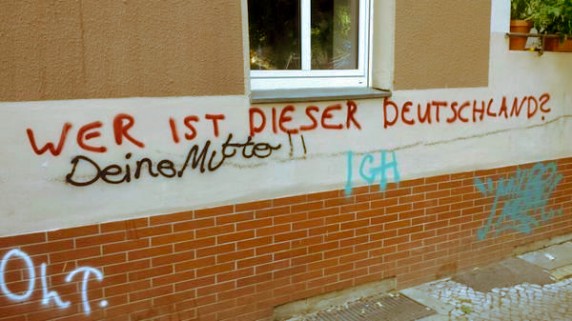 WER IST DIESER DEUTSCHLAND?
Deine Mutter!!
ICH